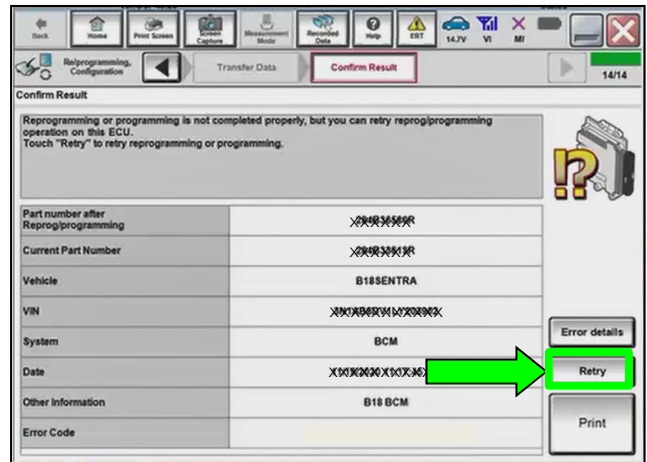 Back
Home
Print Screen
Screen
Capture
Measurement
Mode
Recorded
Data
Help
ERT
14.7V
VI
MI
Re/programming,
Configuration
Transfer Data
Confirm Result
14/14
Confirm Result
Reprogramming or programming is not completed properly, but you can retry reprog/programming
operation on this ECU.
Touch "Retry" to retry reprogramming or programming.
Part number after
Reprog/programming
Current Part Number
Vehicle
B18SENTRA
VIN
System
BCM
Date
Other Information
B18 BCM
Error Code
Error details
Retry
Print